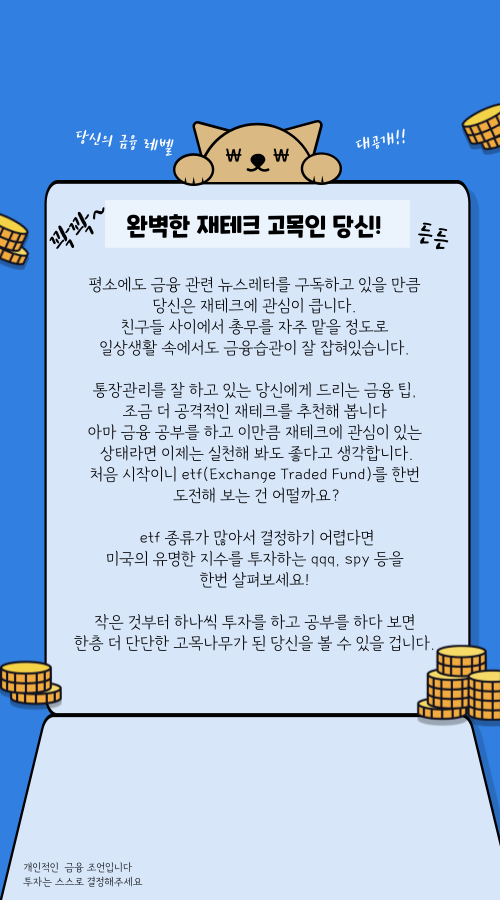 당신의 금융 레벨
대공개!!
₩ ₩
꽉꽉~
완벽한 재테크 고목인 당신!
든든
평소에도 금융 관련 뉴스레터를 구독하고 있을 만큼
당신은 재테크에 관심이 큽니다.
친구들 사이에서 총무를 자주 맡을 정도로
일상생활 속에서도 금융습관이 잘 잡혀있습니다.
통장관리를 잘 하고 있는 당신에게 드리는 금융 팁,
조금 더 공격적인 재테크를 추천해 봅니다
아마 금융 공부를 하고 이만큼 재테크에 관심이 있는
상태라면 이제는 실천해 봐도 좋다고 생각합니다.
처음 시작이니 etf(Exchange Traded Fund)를 한번
도전해 보는 건 어떨까요?
etf 종류가 많아서 결정하기 어렵다면
미국의 유명한 지수를 투자하는 qqq, spy 등을
한번 살펴보세요!
작은 것부터 하나씩 투자를 하고 공부를 하다 보면
한층 더 단단한 고목나무가 된 당신을 볼 수 있을 겁니다.
개인적인 금융 조언입니다
투자는 스스로 결정해주세요